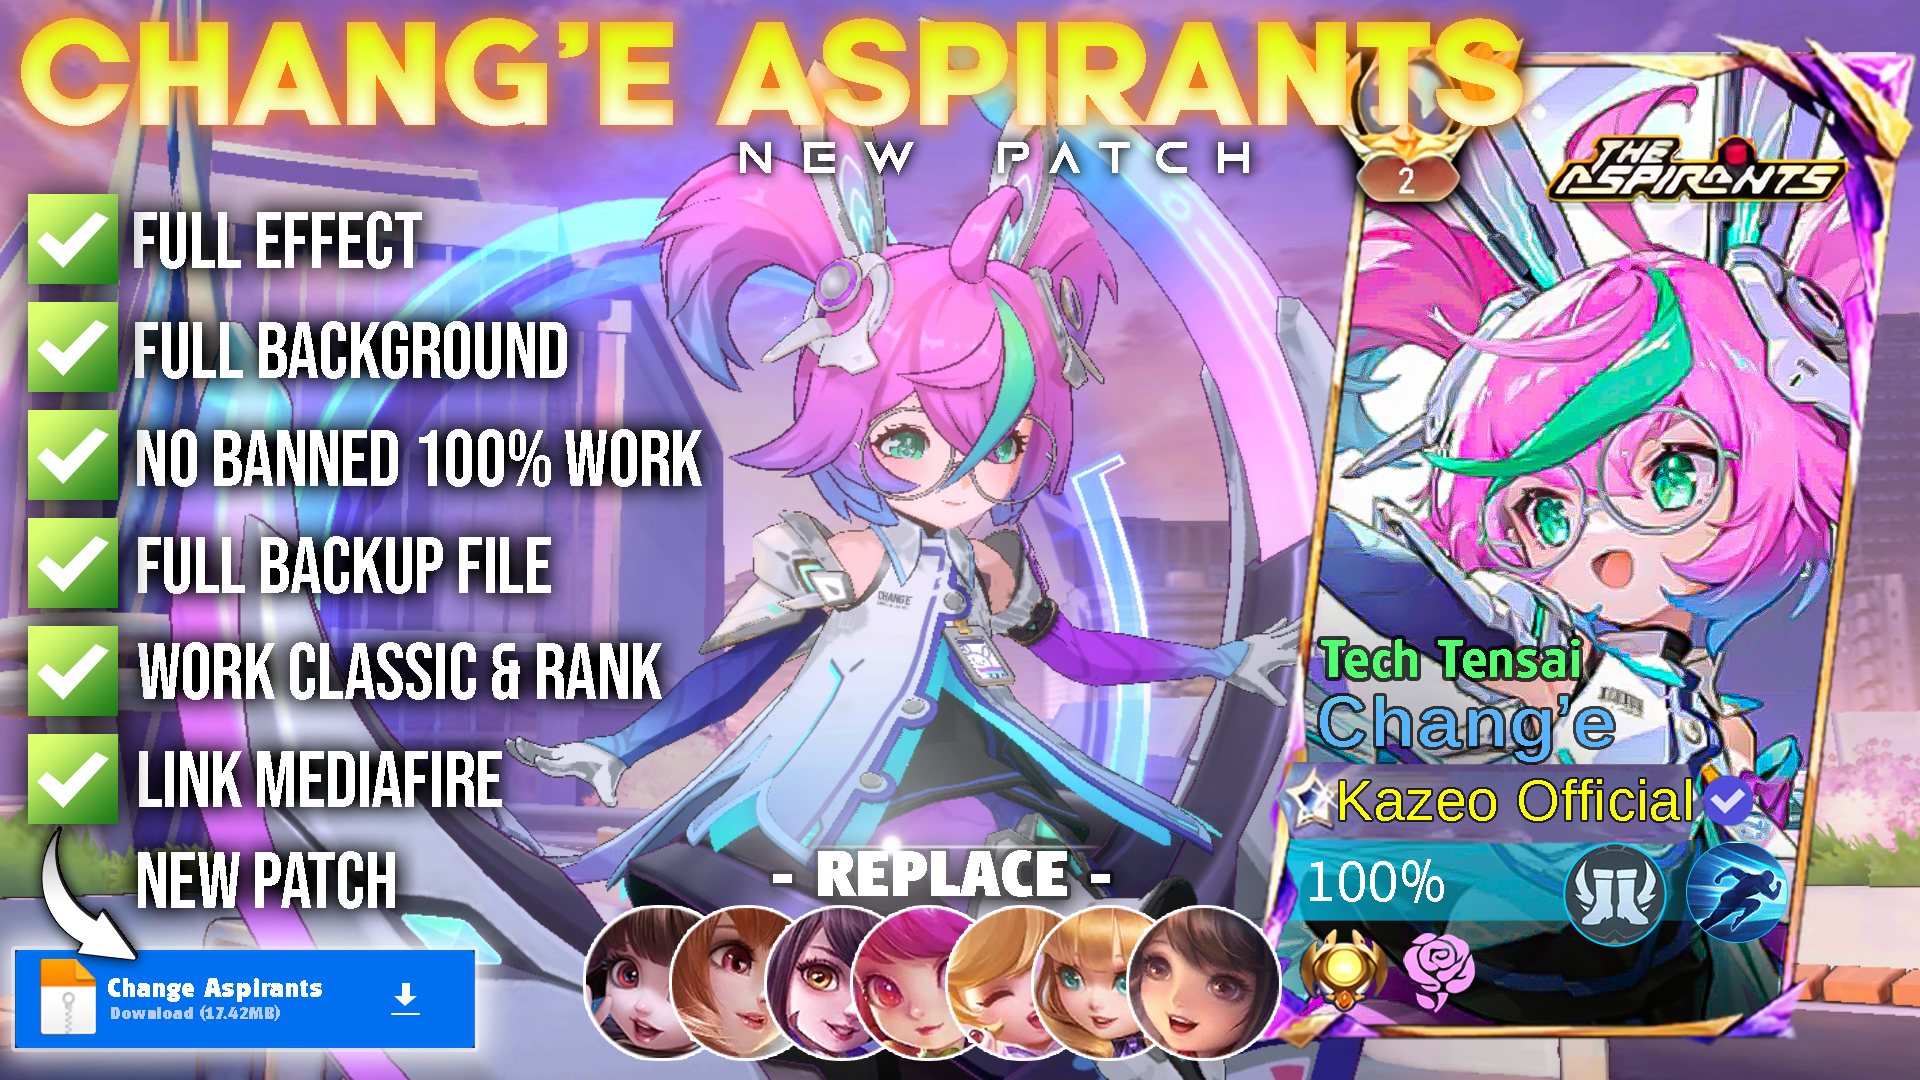 CHANG'E ASPIRANTS
NEW PATCH
FULL EFFECT
FULL BACKGROUND
NO BANNED 100% WORK
FULL BACKUP FILE
WORK CLASSIC & RANK
LINK MEDIAFIRE
NEW PATCH
Change Aspirants
Download (17.42MB)
- REPLACE -
CHANG'E
2
THE
ASPIRANTS
Tech Tensai
Chang'e
Kazeo Official
100%